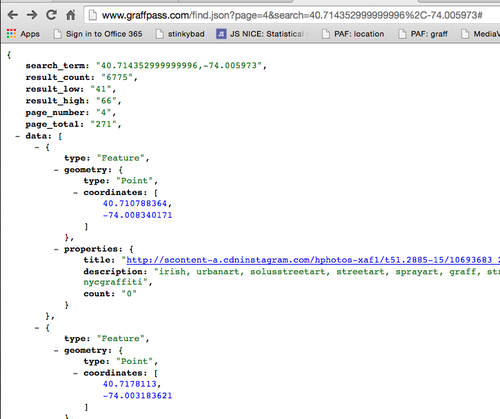 www.graffpass.com/find.json?page=4&search=40.714352999999996%2C-74.005973#
Sign in to Office 365 stinkybad JS NICE: Statistical PAF: location PAF: graff MediaV
{
search_term: "40.714352999999996,-74.005973",
result_count: "6775",
result_low: "41",
result_high: "66",
page_number: "4",
page_total: "271",
- data: [
- {
type: "Feature",
- geometry: {
type: "Point",
- coordinates: [
40.710788364,
-74.008340171
]
},
- properties: {
title: "http://scontent-a.cdninstagram.com/hphotos-xaf1/t51.2885-15/10693683_2
description: "irish, urbanart, solusstreetart, streetart, sprayart, graff, str
nycgraffiti",
count: "0"
}
},
- {
type: "Feature",
- geometry: {
type: "Point",
- coordinates: [
40.7178113,
-74.003183621
]